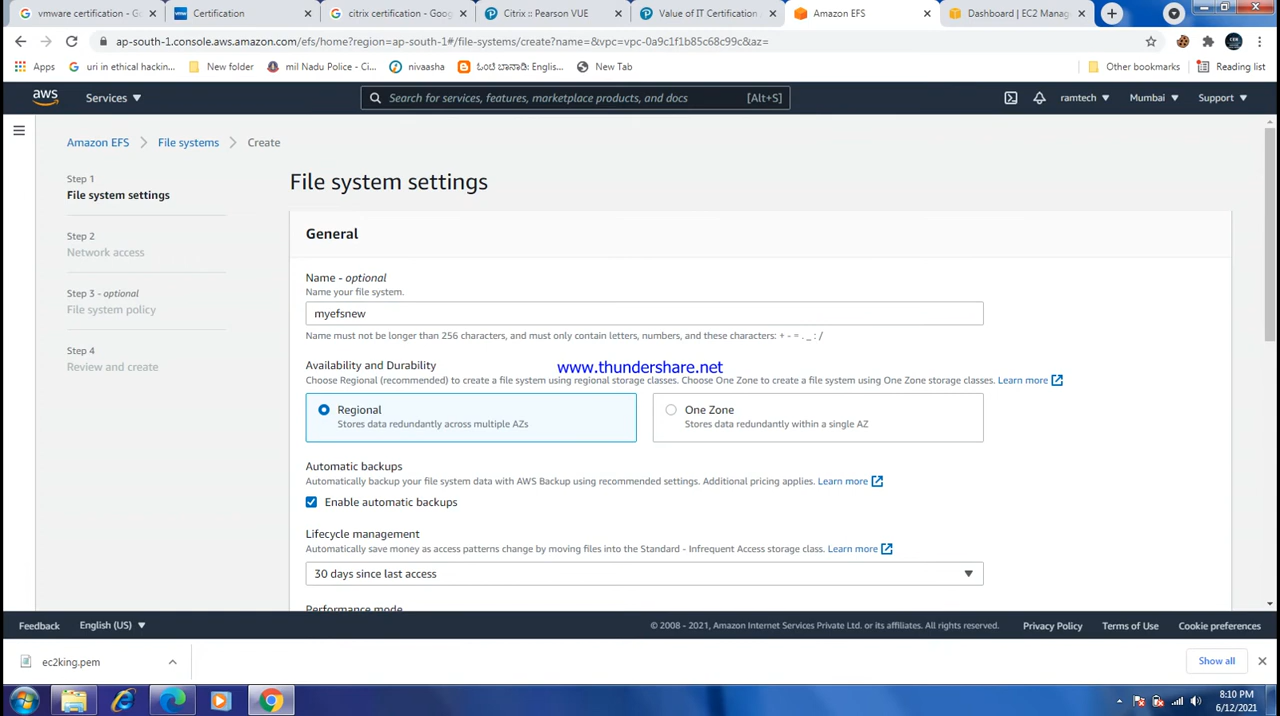 vmware certification - G
Certification
citrix certification - Goo
Citrix :: Pearson VUE
Value of IT Certification
Amazon EFS
Dashboard | EC2 Manag
ap-south-1.console.aws.amazon.com/efs/home?region=ap-south-1#/file-systems/create?name=&vpc=vpc-0a9c1f1b85c68c99c&az=
Apps
uri in ethical hackin...
New folder
mil Nadu Police - Ci...
nivaasha
ಓಂಟಿ ಬಾನಾಡಿ: Englis...
New Tab
Other bookmarks
Reading list
aws
Services
Search for services, features, marketplace products, and docs
[Alt+S]
ramtech
Mumbai
Support
Amazon EFS
File systems
Create
Step 1
File system settings
Step 2
Network access
Step 3 - optional
File system policy
Step 4
Review and create
File system settings
General
Name - optional
Name your file system.
myefsnew
Name must not be longer than 256 characters, and must only contain letters, numbers, and these characters: + - = . _ : /
Availability and Durability
www.thundershare.net
Choose Regional (recommended) to create a file system using regional storage classes. Choose One Zone to create a file system using One Zone storage classes. Learn more
Regional
Stores data redundantly across multiple AZs
One Zone
Stores data redundantly within a single AZ
Automatic backups
Automatically backup your file system data with AWS Backup using recommended settings. Additional pricing applies. Learn more
Enable automatic backups
Lifecycle management
Automatically save money as access patterns change by moving files into the Standard - Infrequent Access storage class. Learn more
30 days since last access
Performance mode
Feedback
English (US)
© 2008 - 2021, Amazon Internet Services Private Ltd. or its affiliates. All rights reserved.
Privacy Policy
Terms of Use
Cookie preferences
ec2king.pem
Show all
8:10 PM
6/12/2021